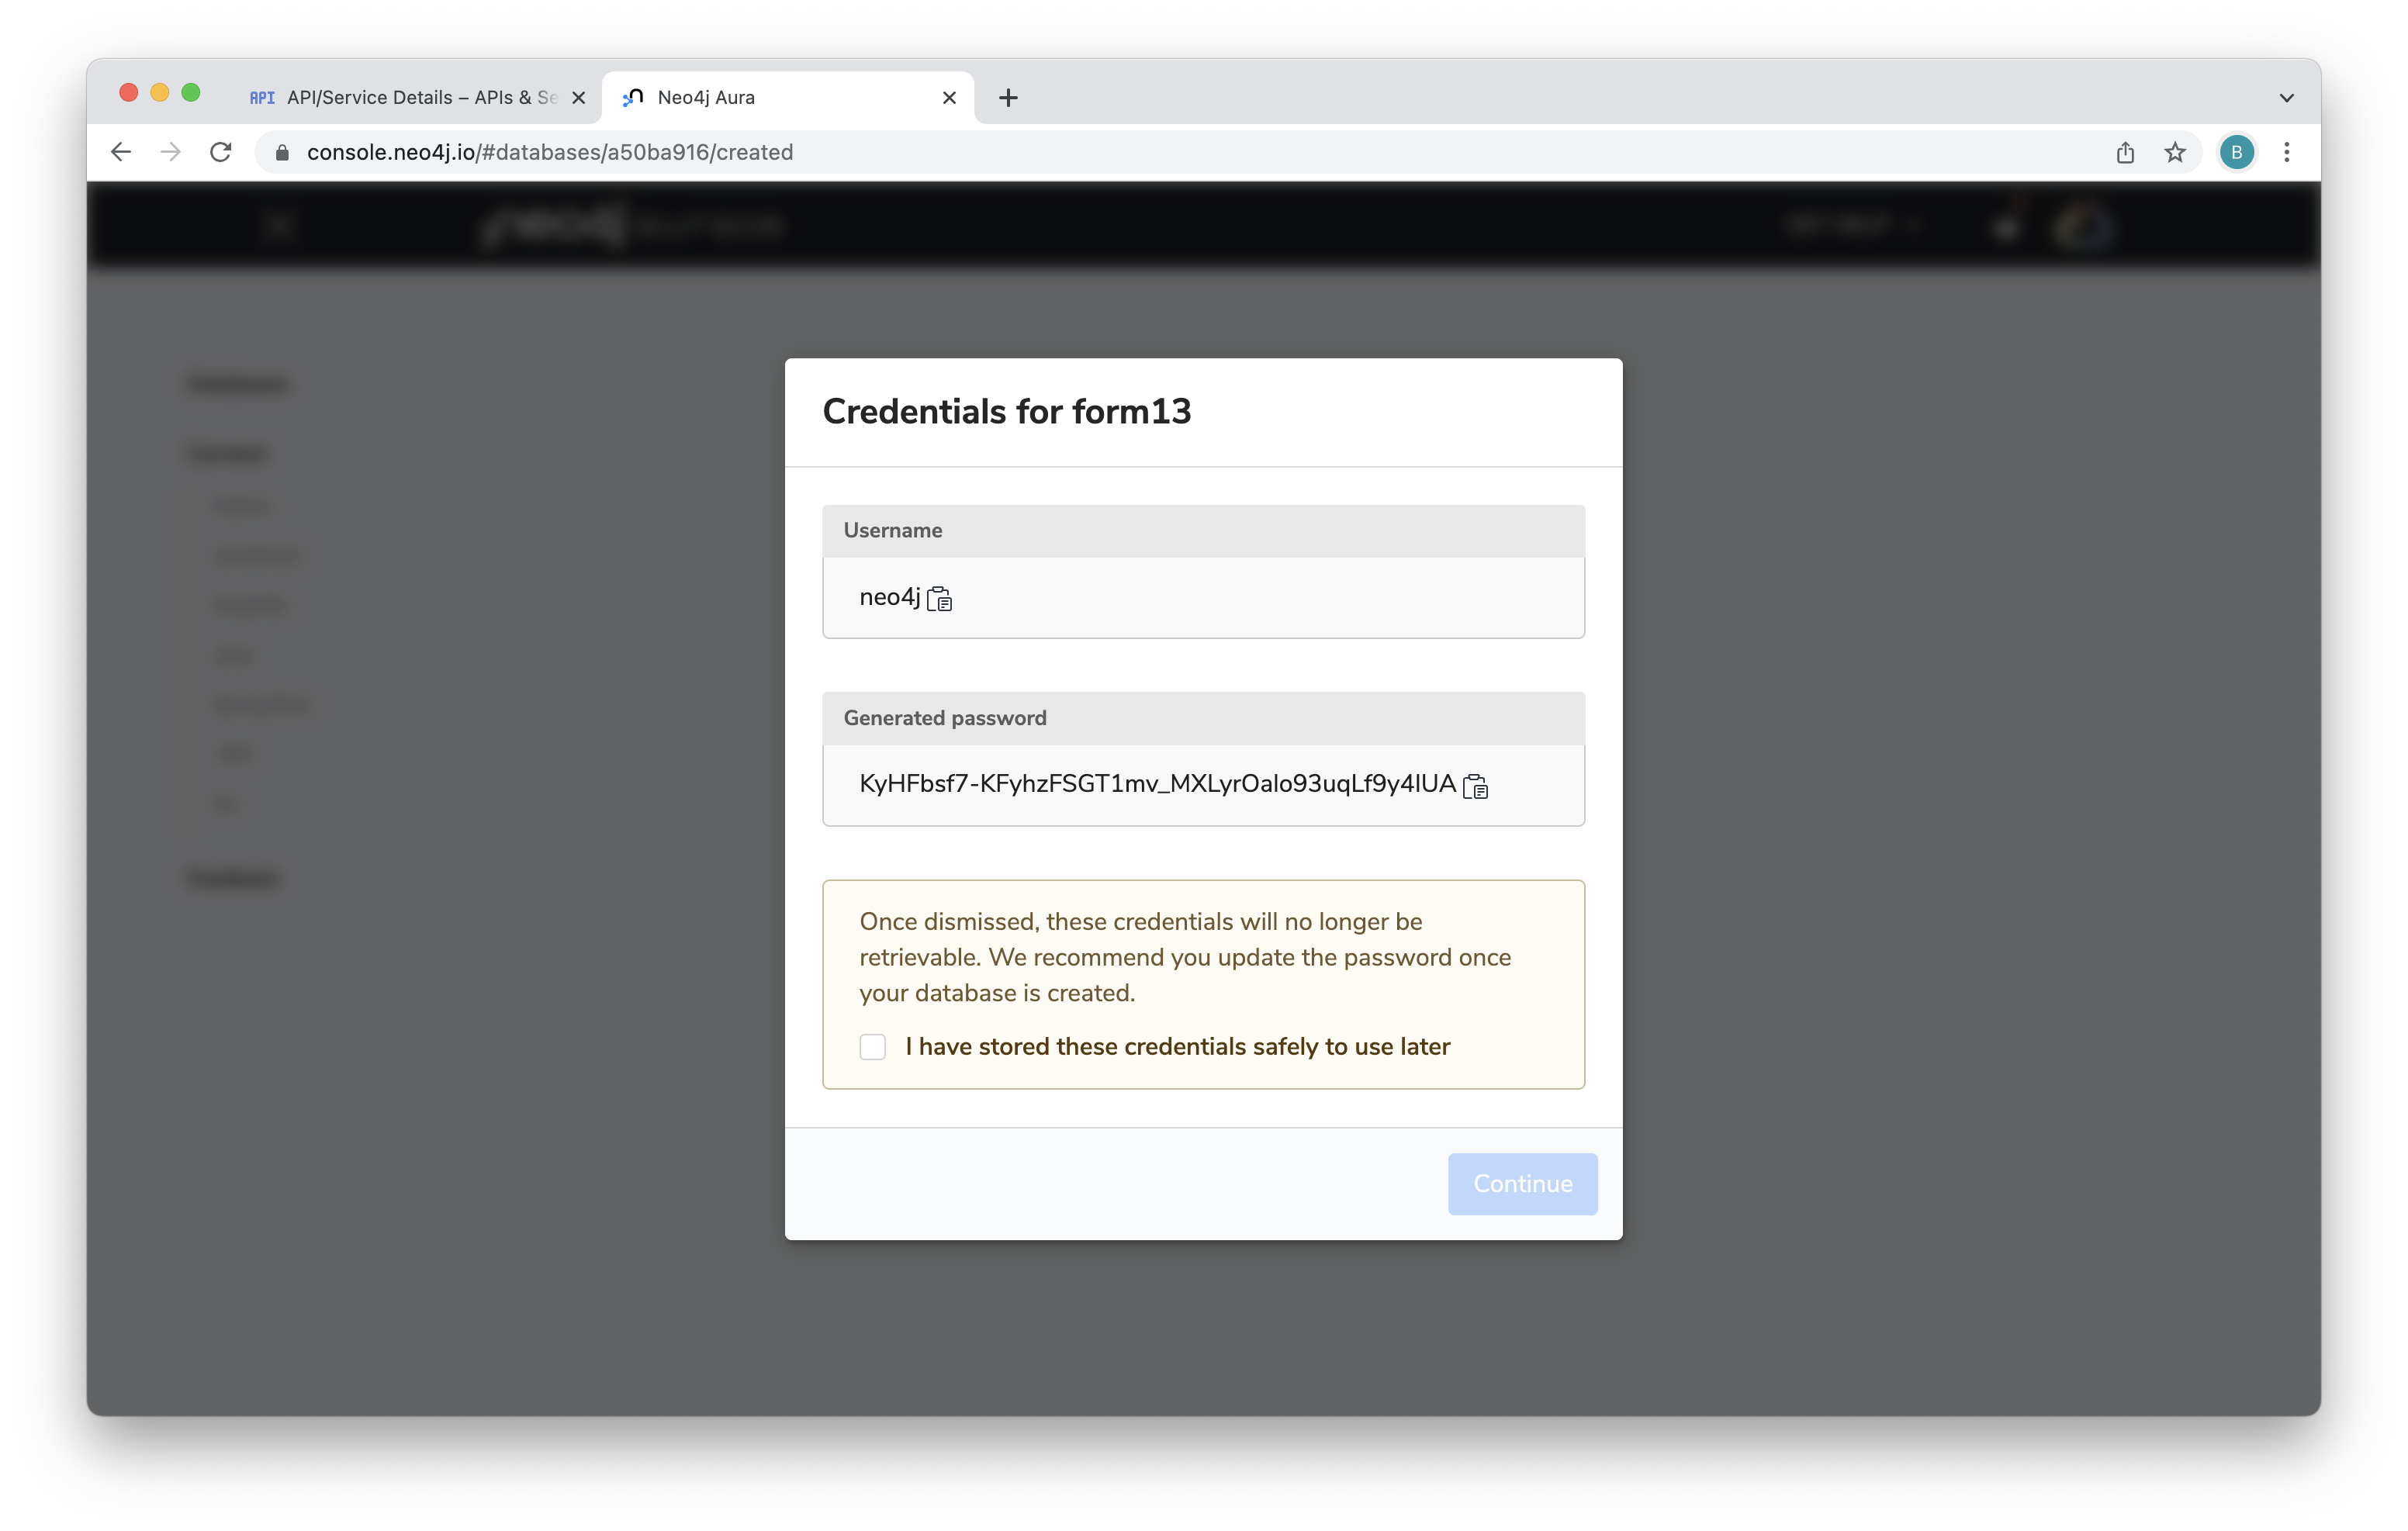 API API/Service Details – APIs & Se
Neo4j Aura
console.neo4j.io/#databases/a50ba916/created
B
neo4j
Credentials for form13
Username
neo4j
Generated password
KyHFbsf7-KFyhzFSGT1mv_MXLyrOalo93uqLf9y4IUA
Once dismissed, these credentials will no longer be
retrievable. We recommend you update the password once
your database is created.
I have stored these credentials safely to use later
Continue